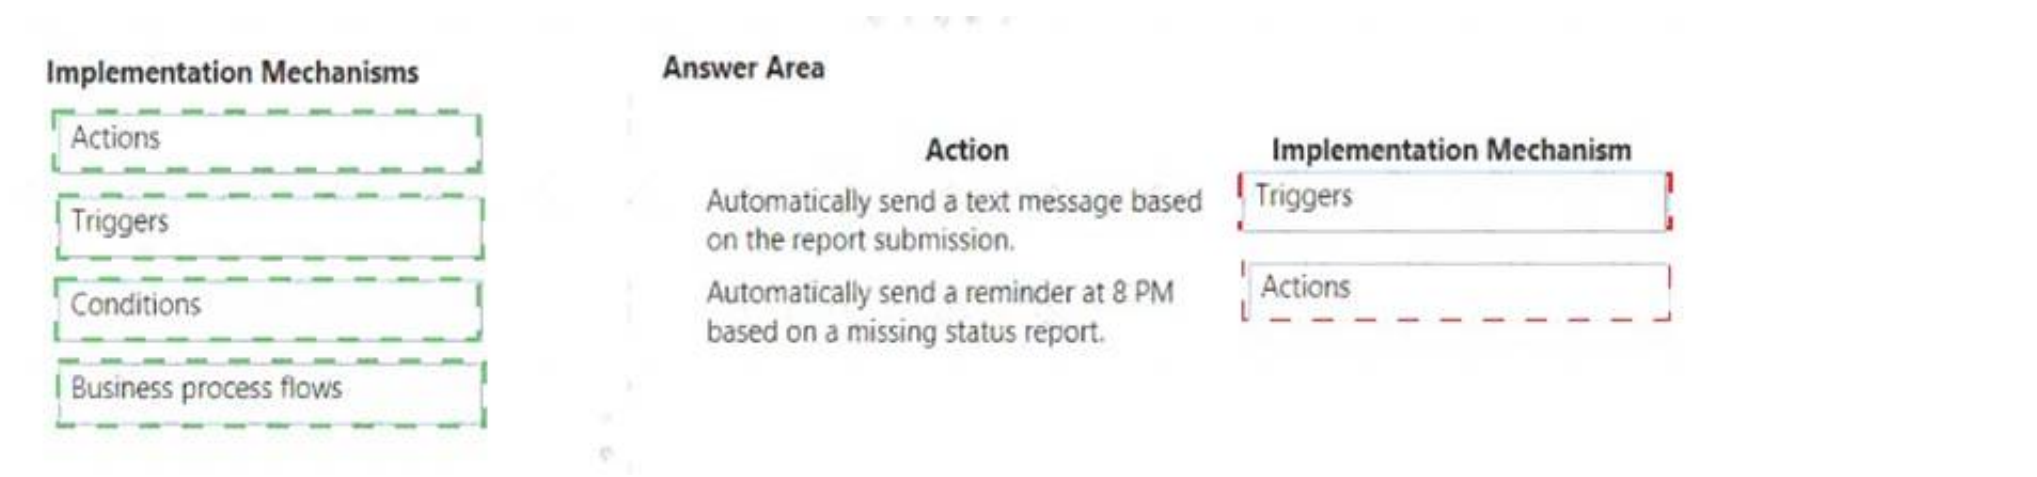 Implementation Mechanisms
Actions
Triggers
Conditions
Business process flows
Answer Area
Action
Implementation Mechanism
Automatically send a text message based
on the report submission.
Triggers
Automatically send a reminder at 8 PM
based on a missing status report.
Actions